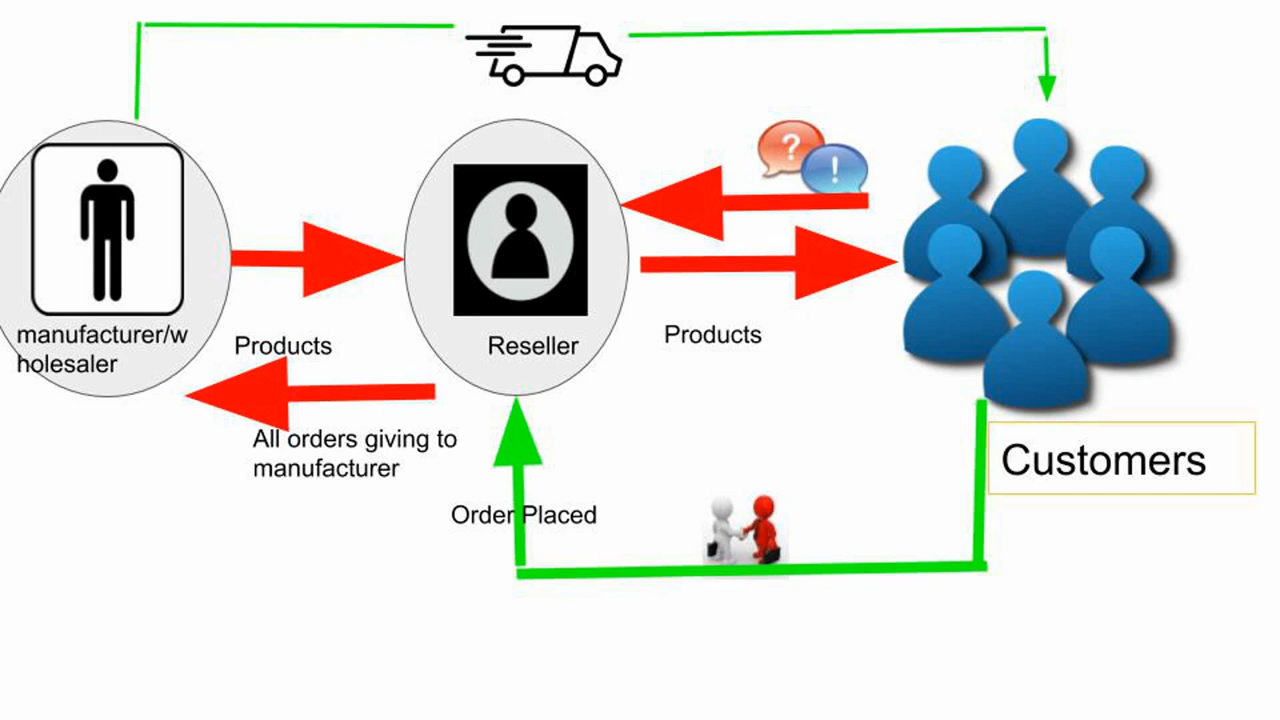 ?
!
manufacturer/w
holesaler
Products
Reseller
Products
All orders giving to
manufacturer
Order Placed
Customers